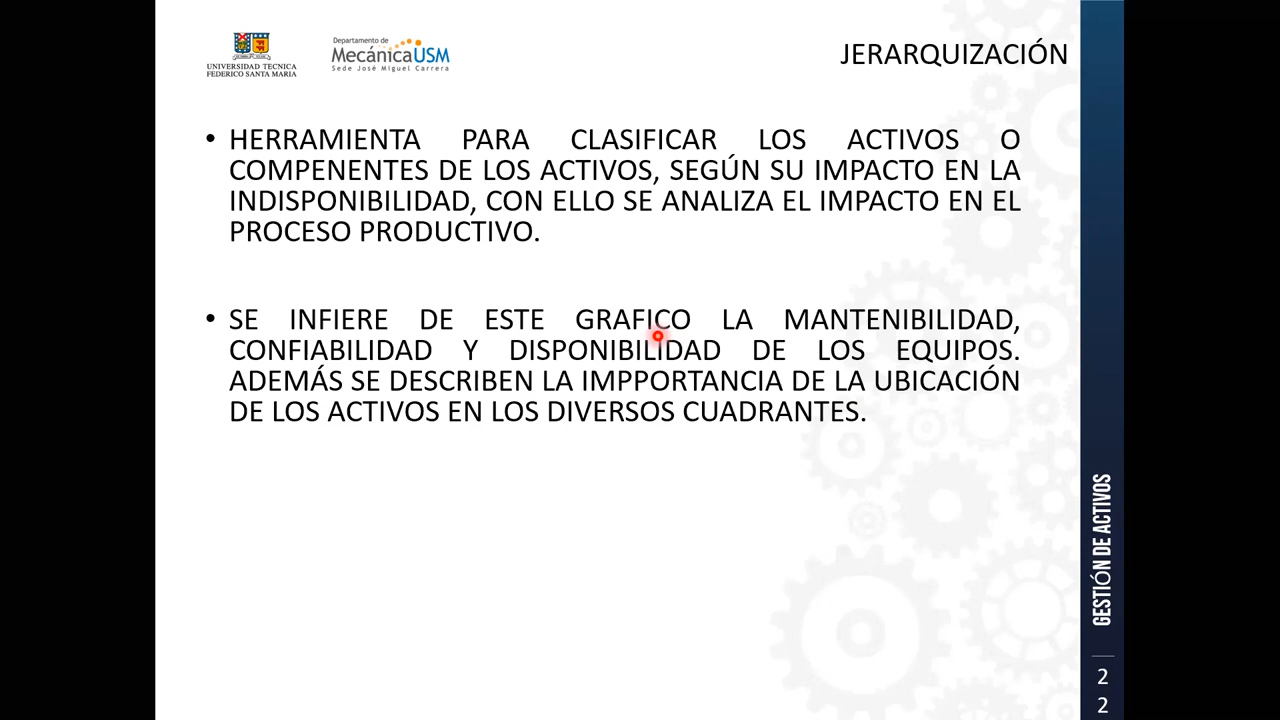 UNIVERSIDAD TECNICA
FEDERICO SANTA MARIA
Departamento de
MecánicaUSM
Sede José Miguel Carrera
JERARQUIZACIÓN
• HERRAMIENTA PARA CLASIFICAR LOS ACTIVOS O
COMPENENTES DE LOS ACTIVOS, SEGÚN SU IMPACTO EN LA
INDISPONIBILIDAD, CON ELLO SE ANALIZA EL IMPACTO EN EL
PROCESO PRODUCTIVO.
• SE INFIERE DE ESTE GRAFICO LA MANTENIBILIDAD,
CONFIABILIDAD Y DISPONIBILIDAD DE LOS EQUIPOS.
ADEMÁS SE DESCRIBEN LA IMPPORTANCIA DE LA UBICACIÓN
DE LOS ACTIVOS EN LOS DIVERSOS CUADRANTES.
GESTIÓN DE ACTIVOS
2
2